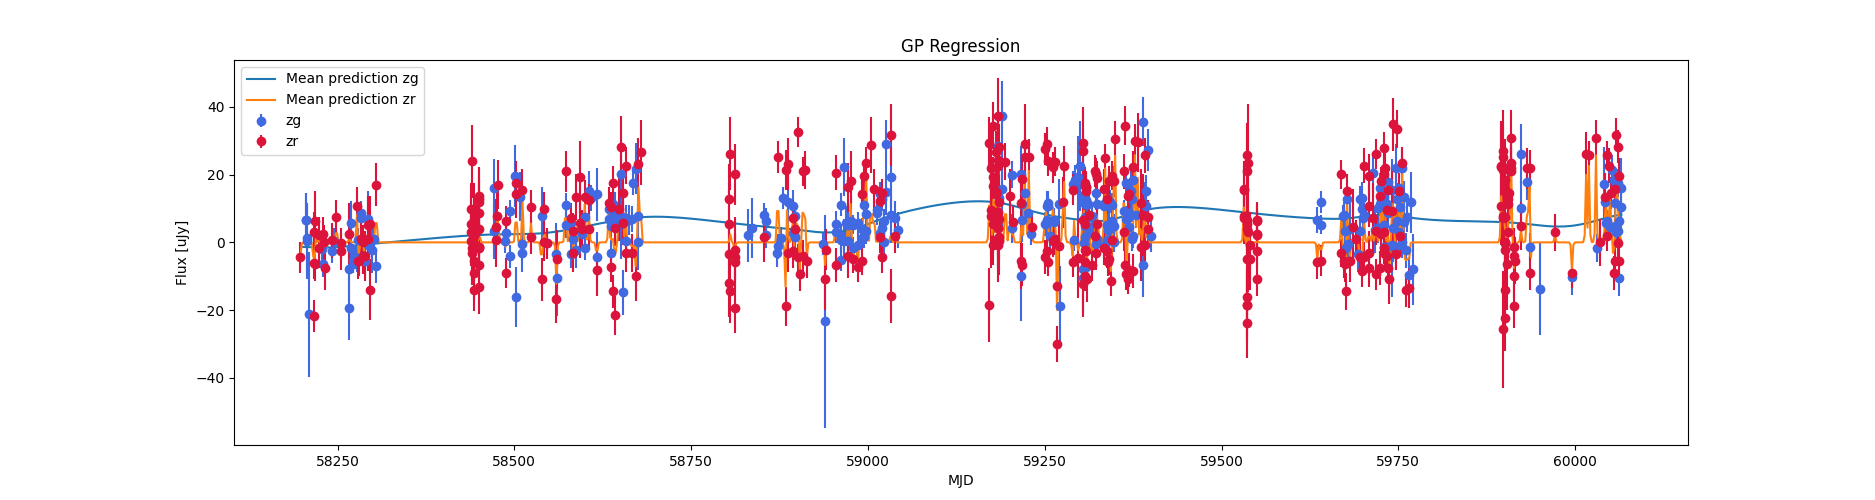 GP Regression
Mean prediction zg
Mean prediction zr
zg
zr
Flux [uJy]
40
20
0
−20
−40
58250
58500
58750
59000
59250
59500
59750
60000
MJD